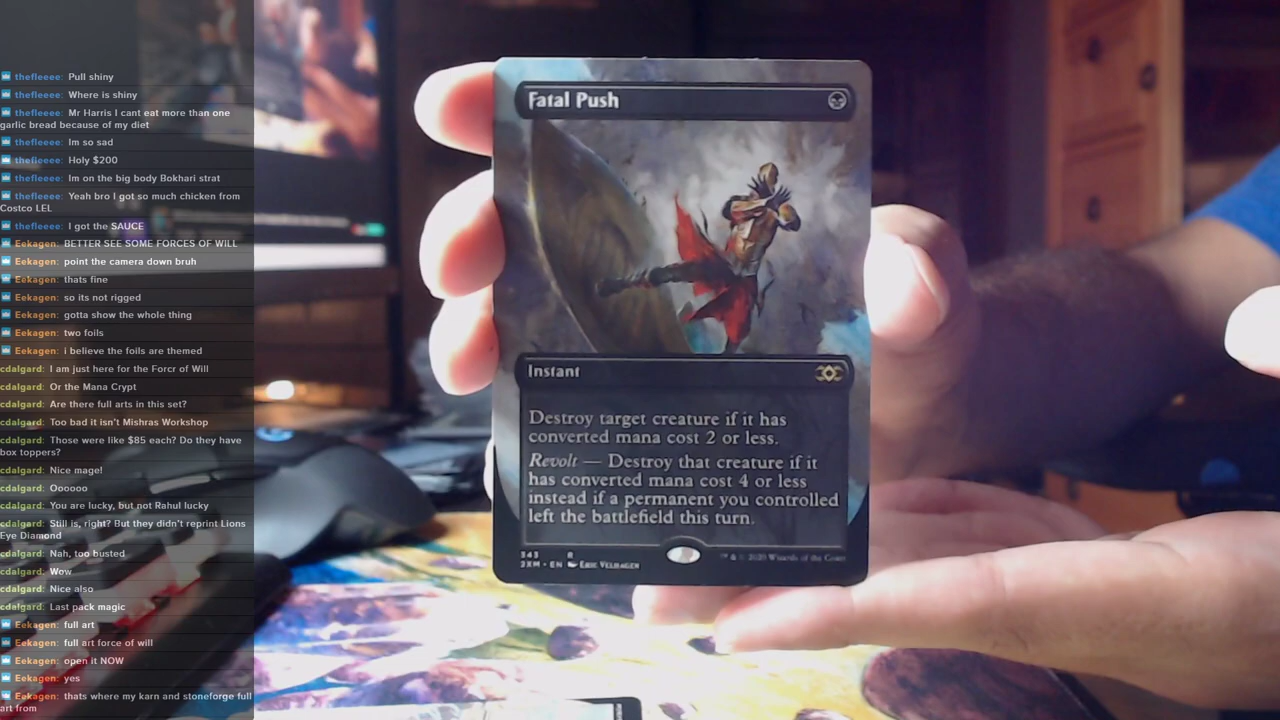 thefleeee: Pull shiny
thefleeee: Where is shiny
thefleeee: Mr Harris I cant eat more than one
garlic bread because of my diet
thefleeee: Im so sad
thefleeee: Holy $200
thefleeee: Im on the big body Bokhari strat
thefleeee: Yeah bro I got so much chicken from
Costco LEL
thefleeee: I got the SAUCE
Eekagen: BETTER SEE SOME FORCES OF WILL
Eekagen: point the camera down bruh
Eekagen: thats fine
Eekagen: so its not rigged
Eekagen: gotta show the whole thing
Eekagen: two foils
Eekagen: i believe the foils are themed
cdalgard: I am just here for the Forcr of Will
cdalgard: Or the Mana Crypt
cdalgard: Are there full arts in this set?
cdalgard: Too bad it isn't Mishras Workshop
cdalgard: Those were like $85 each? Do they have
box toppers?
cdalgard: Nice mage!
cdalgard: Oooooo
cdalgard: You are lucky, but not Rahul lucky
cdalgard: Still is, right? But they didn't reprint Lions
Eye Diamond
cdalgard: Nah, too busted
cdalgard: Wow
cdalgard: Nice also
cdalgard: Last pack magic
Eekagen: full art
Eekagen: full art force of will
Eekagen: open it NOW
Eekagen: yes
Eekagen: thats where my karn and stoneforge full
art from
Fatal Push
Instant
Destroy target creature if it has
converted mana cost 2 or less.
Revolt — Destroy that creature if it
has converted mana cost 4 or less
instead if a permanent you controlled
left the battlefield this turn.
343 R
2XM • EN Eric Velhagen
™ & © 2020 Wizards of the Coast